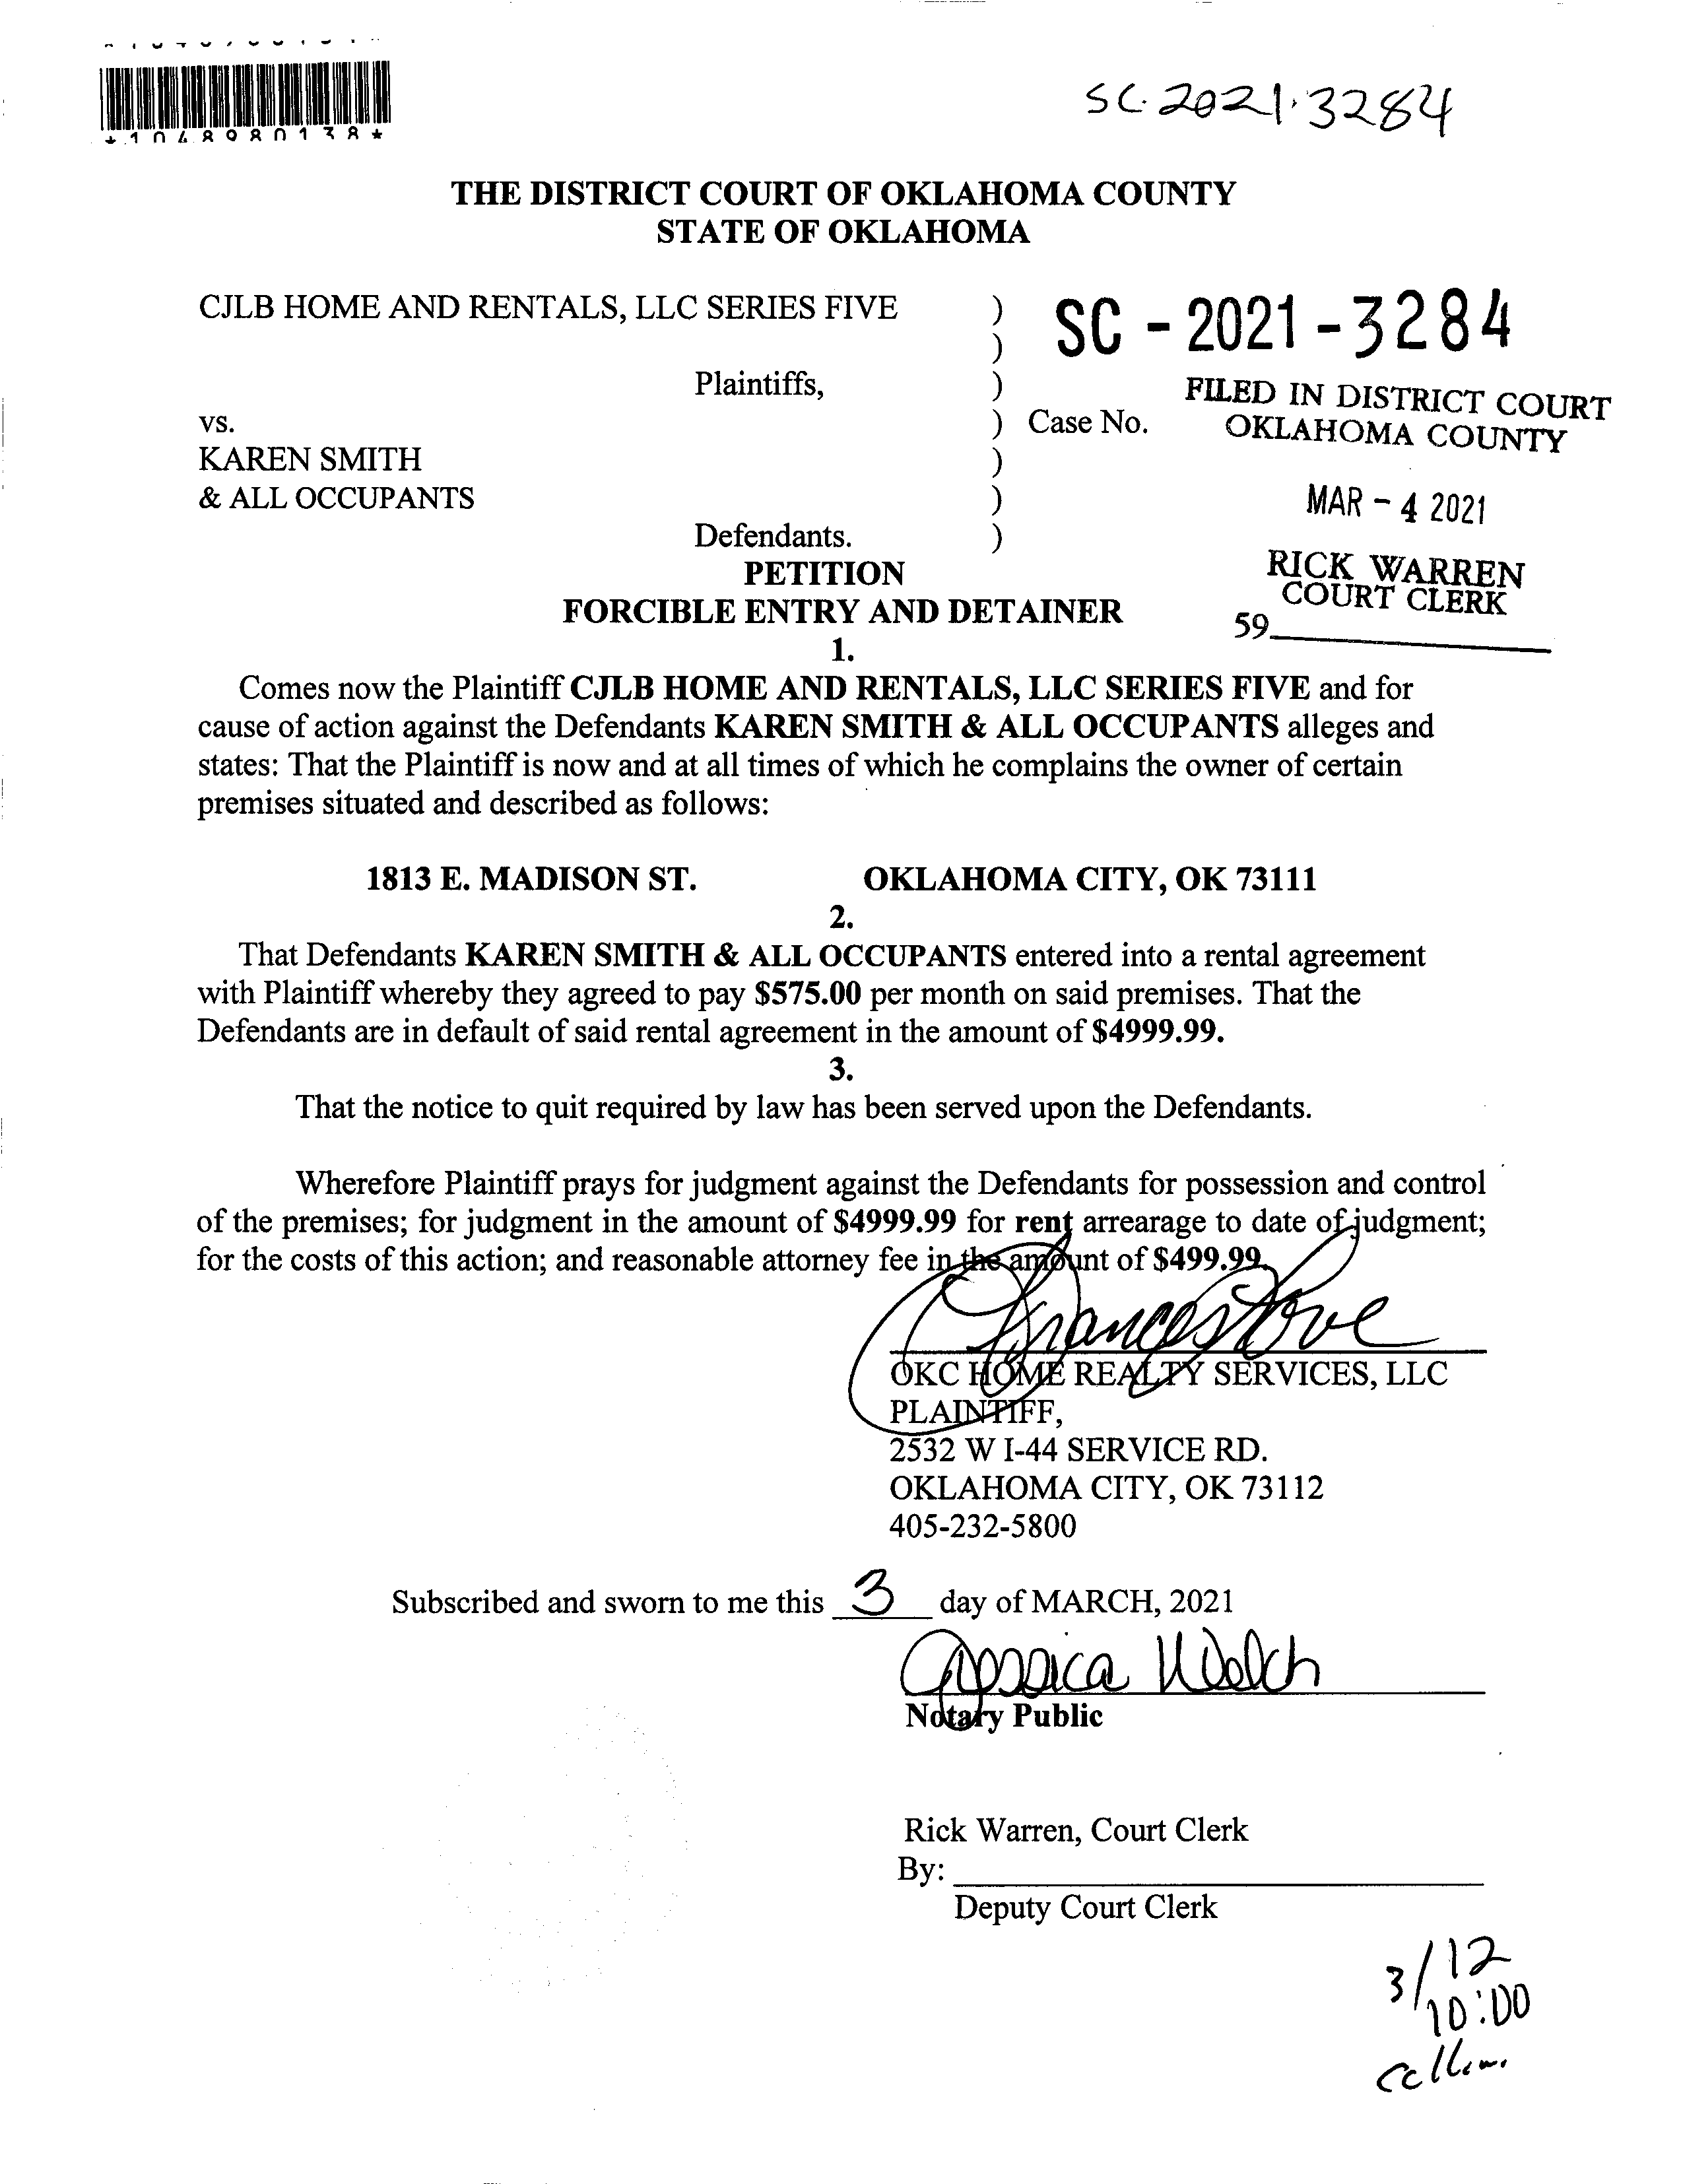 *1048980138*
SC-2021-3284
THE DISTRICT COURT OF OKLAHOMA COUNTY
STATE OF OKLAHOMA
CJLB HOME AND RENTALS, LLC SERIES FIVE )
SC - 2021 - 3284
)
Plaintiffs, )
FILED IN DISTRICT COURT
vs. ) Case No.
OKLAHOMA COUNTY
KAREN SMITH )
& ALL OCCUPANTS )
MAR - 4 2021
Defendants. )
PETITION
RICK WARREN
COURT CLERK
FORCIBLE ENTRY AND DETAINER
59
1.
Comes now the Plaintiff CJLB HOME AND RENTALS, LLC SERIES FIVE and for
cause of action against the Defendants KAREN SMITH & ALL OCCUPANTS alleges and
states: That the Plaintiff is now and at all times of which he complains the owner of certain
premises situated and described as follows:
1813 E. MADISON ST. OKLAHOMA CITY, OK 73111
2.
That Defendants KAREN SMITH & ALL OCCUPANTS entered into a rental agreement
with Plaintiff whereby they agreed to pay $575.00 per month on said premises. That the
Defendants are in default of said rental agreement in the amount of $4999.99.
3.
That the notice to quit required by law has been served upon the Defendants.
Wherefore Plaintiff prays for judgment against the Defendants for possession and control
of the premises; for judgment in the amount of $4999.99 for rent arrearage to date of judgment;
for the costs of this action; and reasonable attorney fee in the amount of $499.99.
Frances Love
OKC HOME REALTY SERVICES, LLC
PLAINTIFF,
2532 W I-44 SERVICE RD.
OKLAHOMA CITY, OK 73112
405-232-5800
Subscribed and sworn to me this 3 day of MARCH, 2021
Jessica Welch
Notary Public
Rick Warren, Court Clerk
By:
Deputy Court Clerk
3/12
10:00